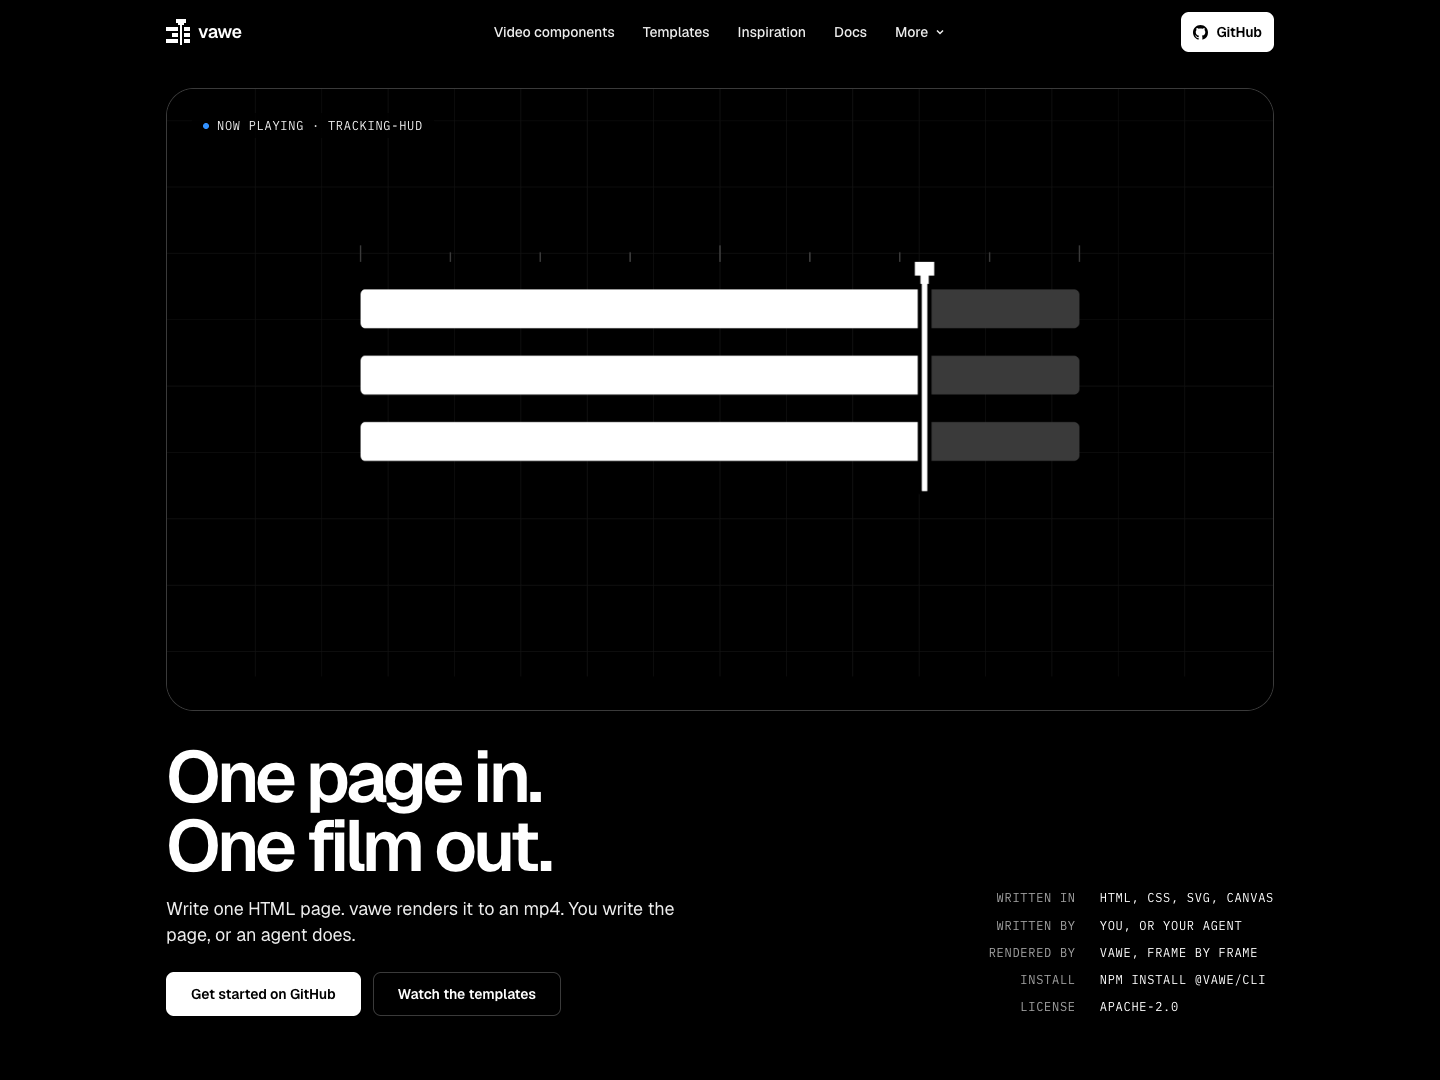 vawe
Video components
Templates
Inspiration
Docs
More
GitHub
NOW PLAYING · TRACKING-HUD
One page in.
One film out.
Write one HTML page. vawe renders it to an mp4. You write the
page, or an agent does.
Get started on GitHub
Watch the templates
WRITTEN IN HTML, CSS, SVG, CANVAS
WRITTEN BY YOU, OR YOUR AGENT
RENDERED BY VAWE, FRAME BY FRAME
INSTALL NPM INSTALL @VAWE/CLI
LICENSE APACHE-2.0